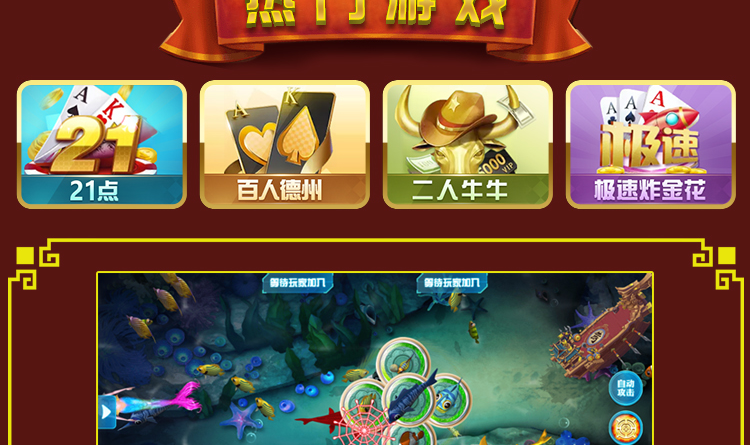 热门游戏
A
A K
21
21点
A K
百人德州
5000
VIP
二人牛牛
A A A
极速
极速炸金花
等待玩家加入
等待玩家加入
自动
攻击